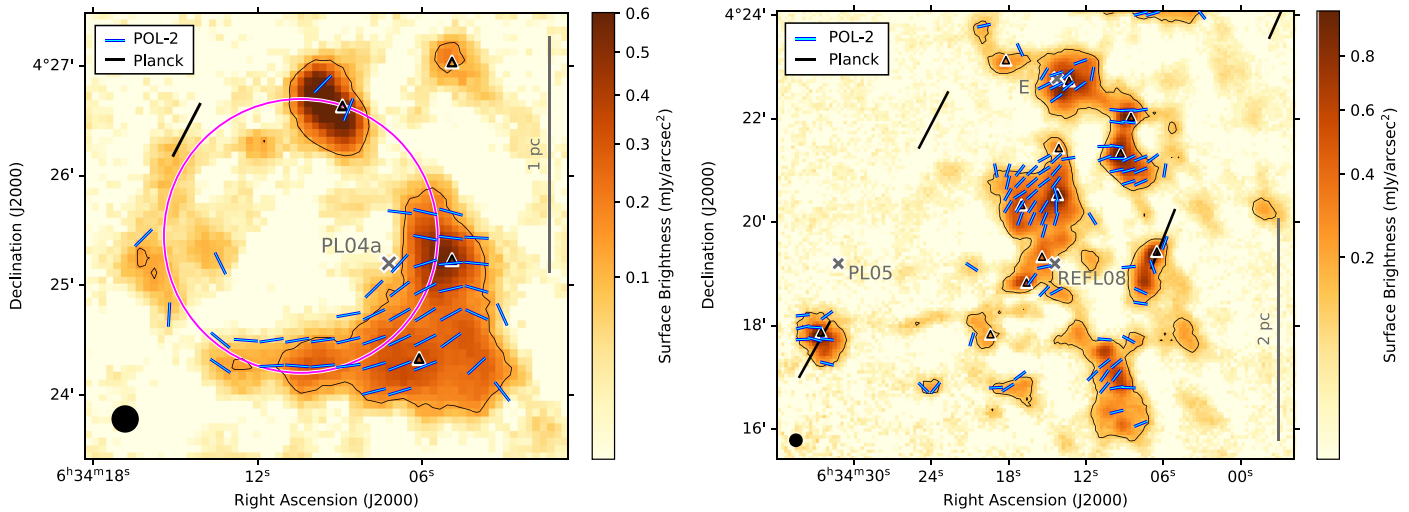 POL-2
Planck
4°27'
26'
25'
24'
Declination (J2000)
6ʰ34ᵐ18ˢ
12ˢ
06ˢ
Right Ascension (J2000)
PL04a
1 pc
0.6
0.5
0.4
0.3
0.2
0.1
Surface Brightness (mJy/arcsec²)
POL-2
Planck
4°24'
22'
20'
18'
16'
Declination (J2000)
6ʰ34ᵐ30ˢ
24ˢ
18ˢ
12ˢ
06ˢ
00ˢ
Right Ascension (J2000)
E
PL05
REFL08
2 pc
0.8
0.6
0.4
0.2
Surface Brightness (mJy/arcsec²)